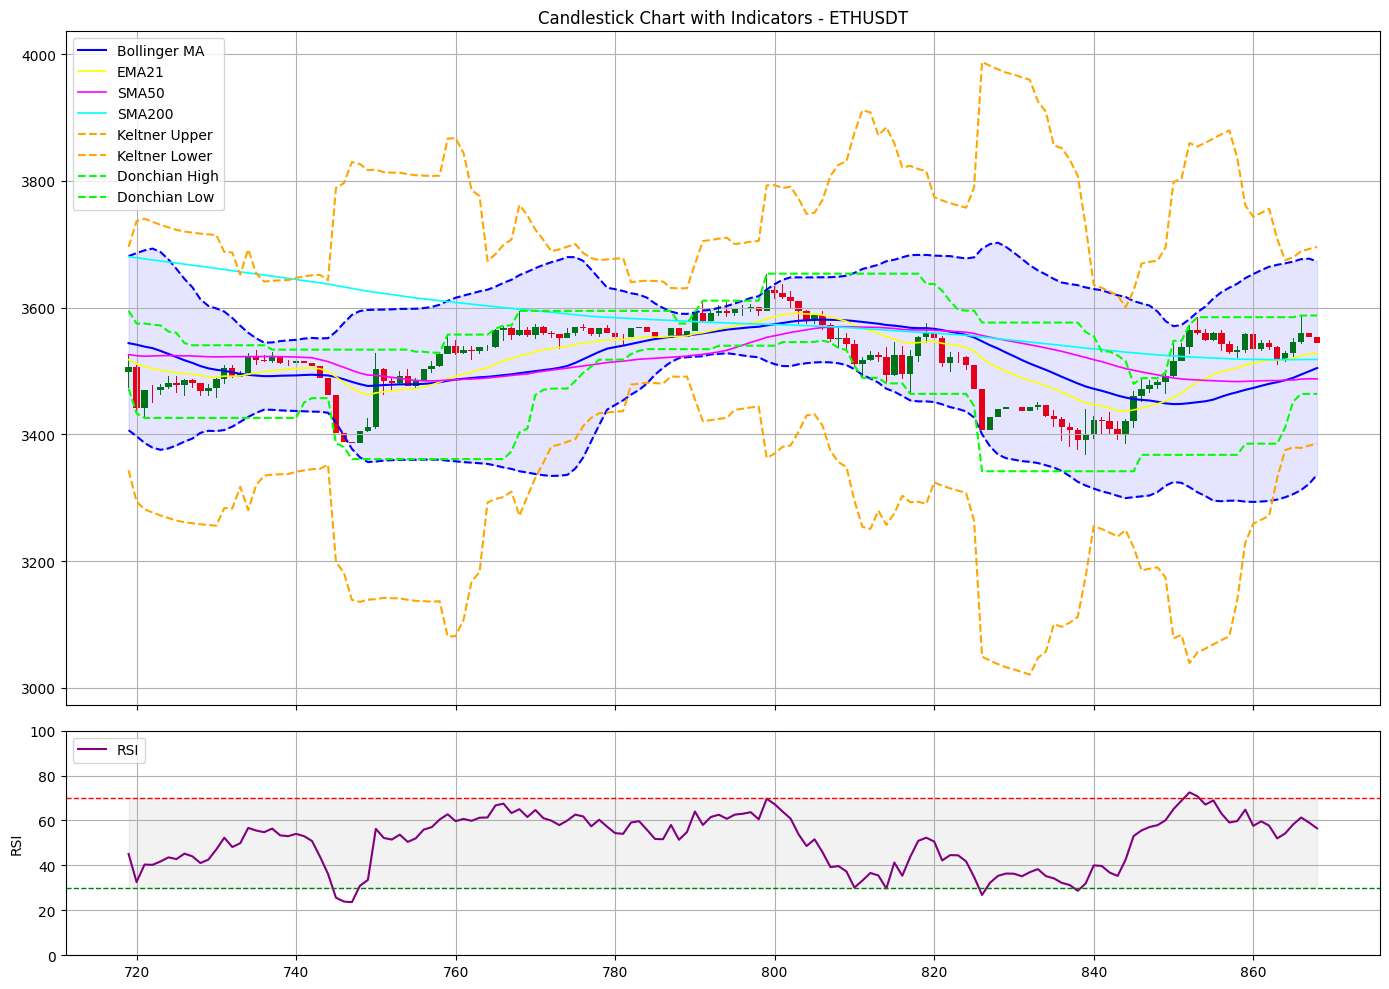 Candlestick Chart with Indicators - ETHUSDT
4000
3800
3600
3400
3200
3000
Bollinger MA
EMA21
SMA50
SMA200
Keltner Upper
Keltner Lower
Donchian High
Donchian Low
RSI
100
80
60
40
20
0
RSI
720
740
760
780
800
820
840
860